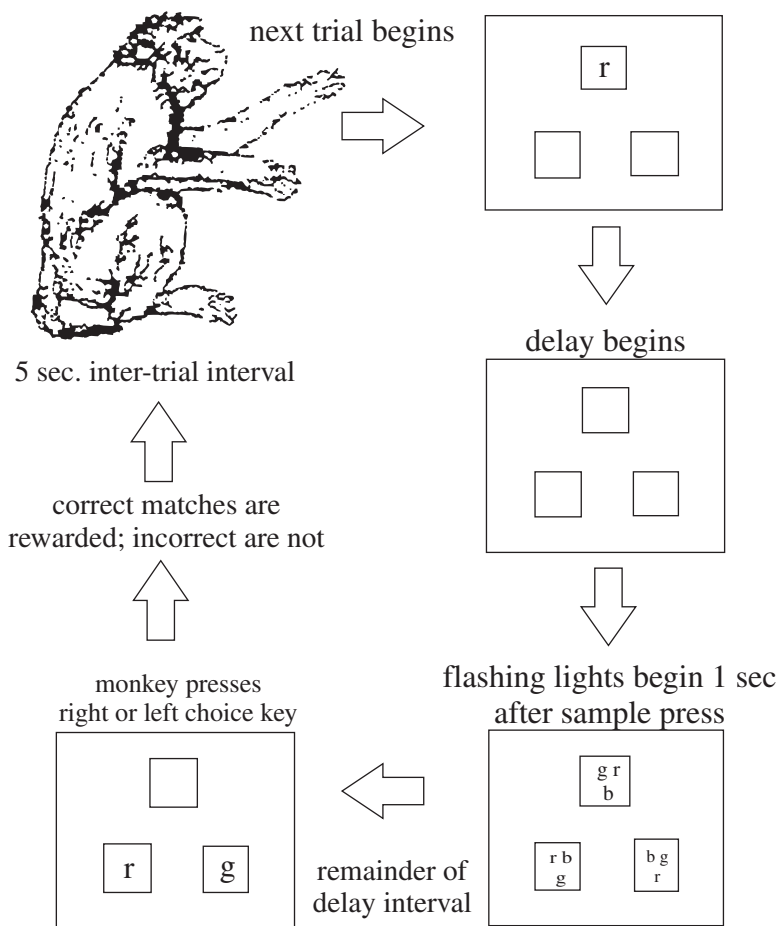 next trial begins
r
delay begins
flashing lights begin 1 sec
after sample press
g r
b
r b
g
b g
r
remainder of
delay interval
monkey presses
right or left choice key
r
g
correct matches are
rewarded; incorrect are not
5 sec. inter-trial interval